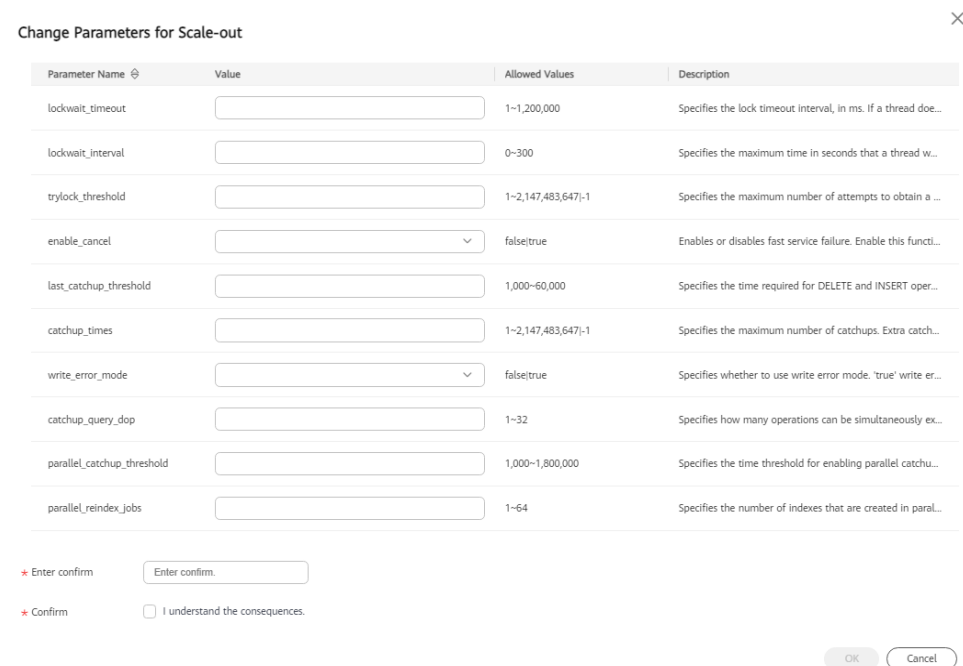 Change Parameters for Scale-out
Parameter Name Value Allowed Values Description
lockwait_timeout 1~1,200,000 Specifies the lock timeout interval, in ms. If a thread doe...
lockwait_interval 0~300 Specifies the maximum time in seconds that a thread w...
trylock_threshold 1~2,147,483,647|-1 Specifies the maximum number of attempts to obtain a ...
enable_cancel false|true Enables or disables fast service failure. Enable this functi...
last_catchup_threshold 1,000~60,000 Specifies the time required for DELETE and INSERT oper...
catchup_times 1~2,147,483,647|-1 Specifies the maximum number of catchups. Extra catch...
write_error_mode false|true Specifies whether to use write error mode. 'true' write er...
catchup_query_dop 1~32 Specifies how many operations can be simultaneously ex...
parallel_catchup_threshold 1,000~1,800,000 Specifies the time threshold for enabling parallel catchu...
parallel_reindex_jobs 1~64 Specifies the number of indexes that are created in paral...
* Enter confirm Enter confirm.
* Confirm I understand the consequences.
OK Cancel